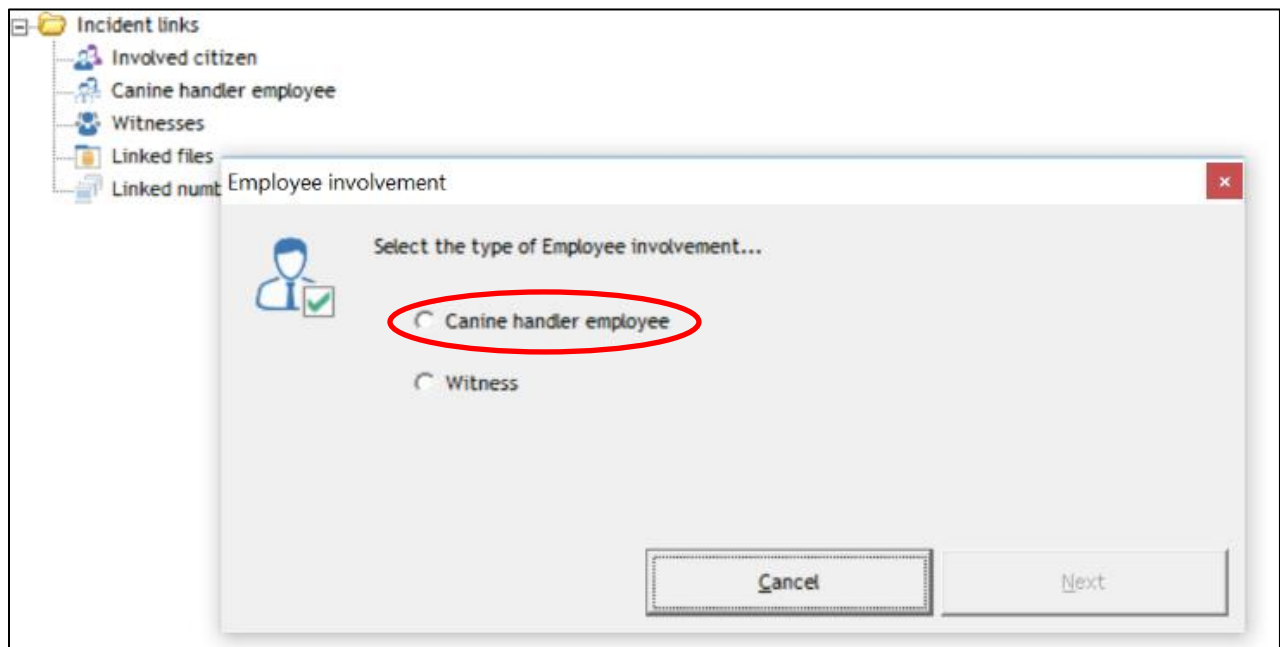 Incident links
Involved citizen
Canine handler employee
Witnesses
Linked files
Linked numb
Employee involvement
Select the type of Employee involvement...
Canine handler employee
Witness
Cancel
Next